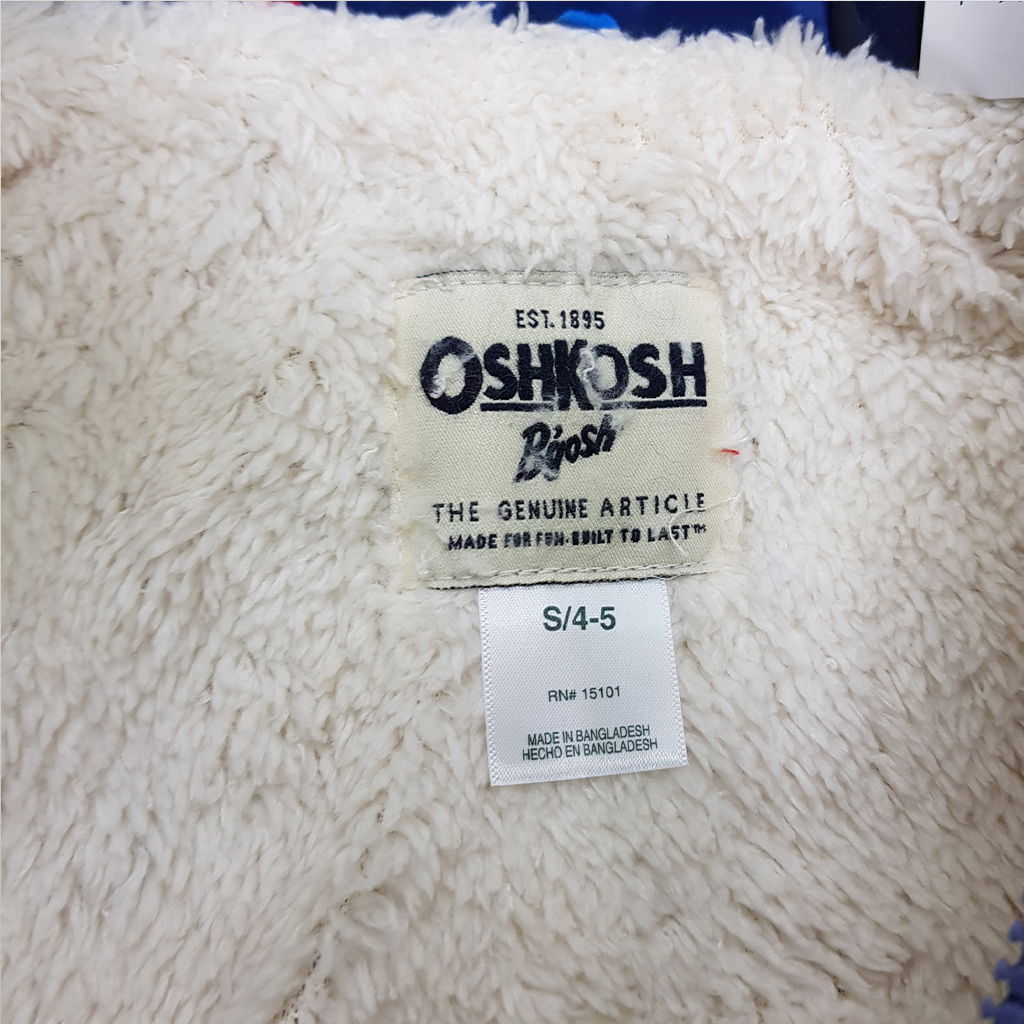 EST. 1895
OSHKOSH
B'gosh
THE GENUINE ARTICLE
MADE FOR FUN·BUILT TO LAST™
S/4-5
RN# 15101
MADE IN BANGLADESH
HECHO EN BANGLADESH